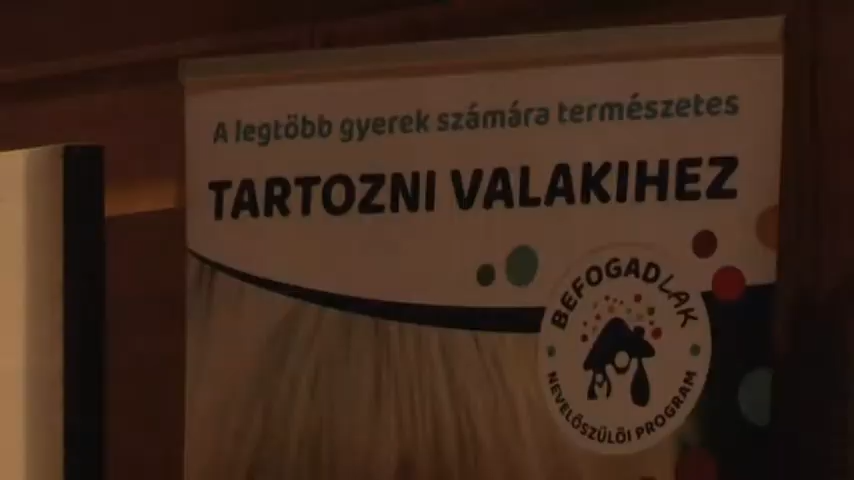 A legtöbb gyerek számára természetes
TARTOZNI VALAKIHEZ
BEFOGADLAK
NEVELŐSZÜLŐI PROGRAM